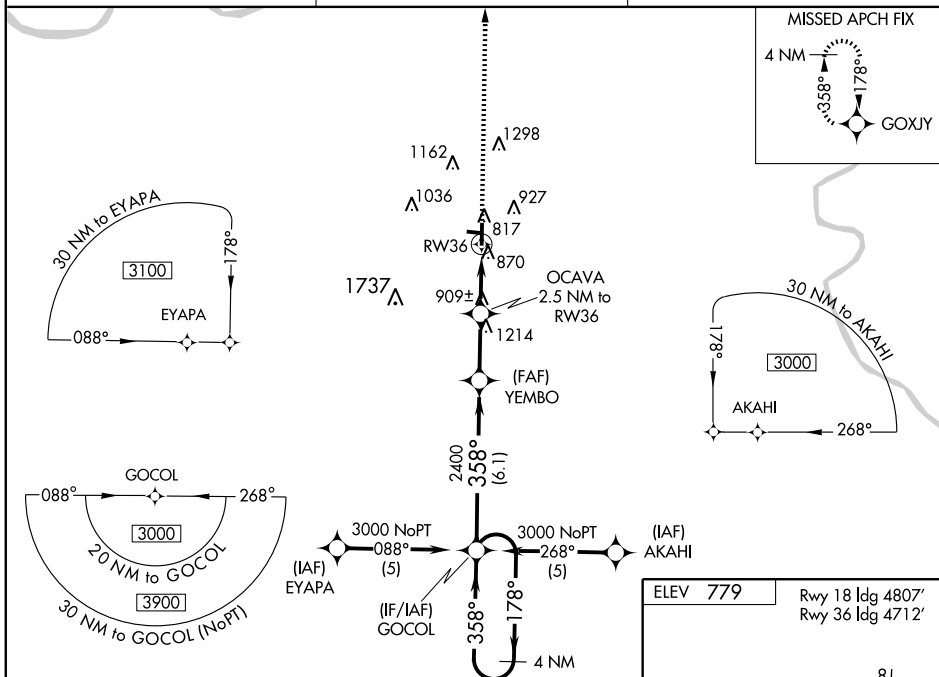 MISSED APCH FIX
4 NM
358°
178°
GOXJY
1298
1162
1036
927
817
RW36
870
OCAVA
2.5 NM to
RW36
1737
909±
1214
(FAF)
YEMBO
30 NM to EYAPA
3100
178°
EYAPA
088°
30 NM to AKAHI
178°
3000
AKAHI
268°
2400
358°
(6.1)
GOCOL
088°
268°
3000
20 NM to GOCOL
3900
30 NM to GOCOL (NoPT)
3000 NoPT
088°
(5)
(IAF)
EYAPA
3000 NoPT
268°
(5)
(IAF)
AKAHI
(IF/IAF)
GOCOL
358°
178°
4 NM
ELEV 779
Rwy 18 ldg 4807'
Rwy 36 ldg 4712'